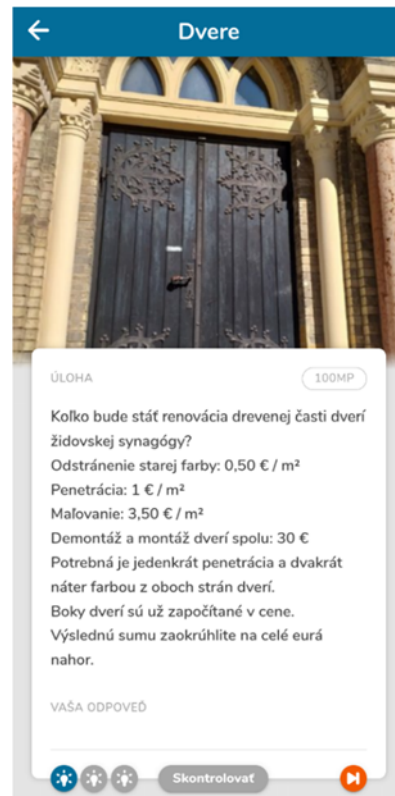 Dvere
ÚLOHA
100MP
Koľko bude stáť renovácia drevenej časti dverí
židovskej synagógy?
Odstránenie starej farby: 0,50 € / m²
Penetrácia: 1 € / m²
Maľovanie: 3,50 € / m²
Demontáž a montáž dverí spolu: 30 €
Potrebná je jedenkrát penetrácia a dvakrát
náter farbou z oboch strán dverí.
Boky dverí sú už započítané v cene.
Výslednú sumu zaokrúhlite na celé eurá
nahor.
VAŠA ODPOVEĎ
Skontrolovať